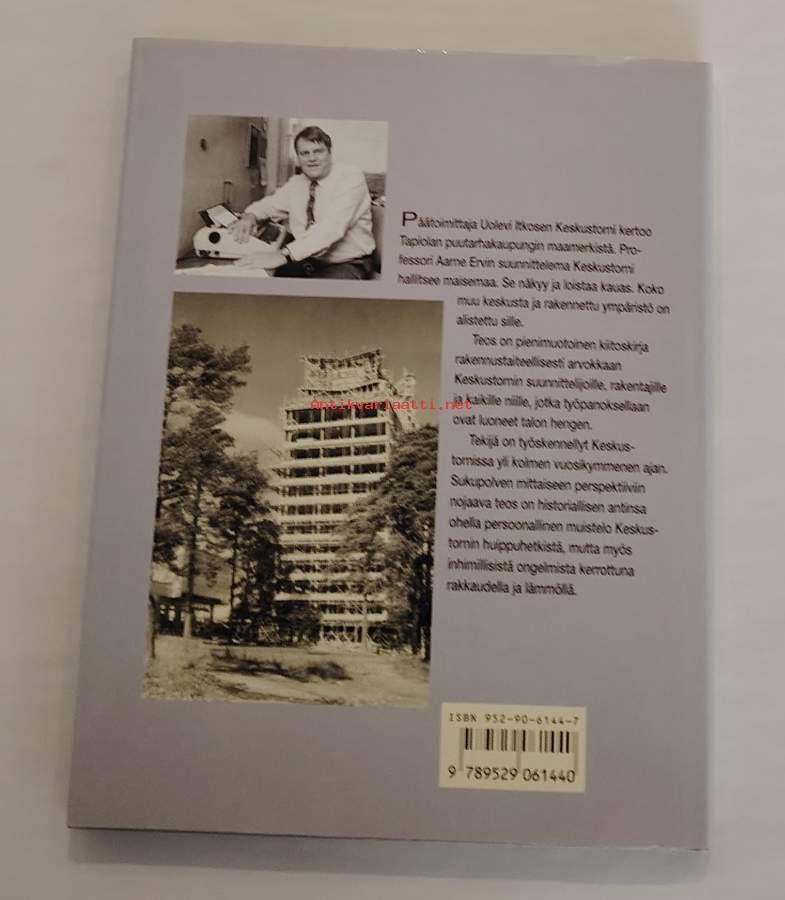 Päätoimittaja Uolevi Itkosen Keskustorni kertoo
Tapiolan puutarhakaupungin maamerkistä. Pro-
fessori Aarne Ervin suunnittelema Keskustorni
hallitsee maisemaa. Se näkyy ja loistaa kauas. Koko
muu keskusta ja rakennettu ympäristö on
alistettu sille.
Teos on pienimuotoinen kiitoskirja
rakennustaiteellisesti arvokkaan
Keskustornin suunnittelijoille, rakentajille
ja kaikille niille, jotka työpanoksellaan
ovat luoneet talon hengen.
Tekijä on työskennellyt Keskus-
tornissa yli kolmen vuosikymmenen ajan.
Sukupolven mittaiseen perspektiiviin
nojaava teos on historiallisen antinsa
ohella persoonallinen muistelo Keskus-
tornin huippuhetkistä, mutta myös
inhimillisistä ongelmista kerrottuna
rakkaudella ja lämmöllä.
Antikvariaatti.net
ISBN 952-90-6144-7
9 789529 061440